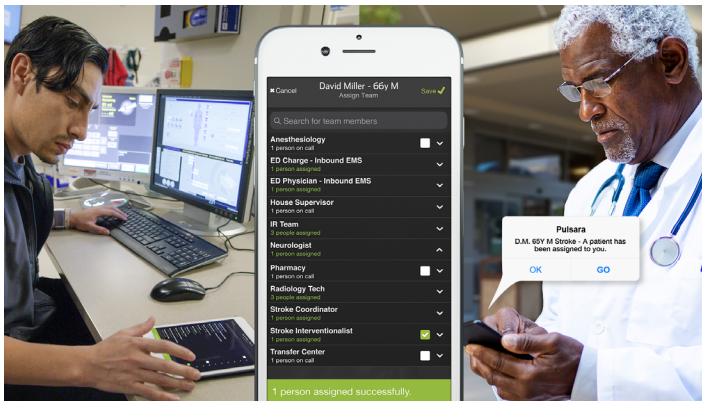 Cancel
David Miller - 66y M
Save
Assign Team
Search for team members
Anesthesiology
1 person on call
ED Charge - Inbound EMS
1 person assigned
ED Physician - Inbound EMS
1 person assigned
House Supervisor
1 person on call
IR Team
3 people assigned
Neurologist
1 person assigned
Pharmacy
1 person on call
Radiology Tech
3 people assigned
Stroke Coordinator
1 person assigned
Stroke Interventionalist
1 person assigned
Transfer Center
1 person on call
1 person assigned successfully.
Pulsara
D.M. 65Y M Stroke - A patient has
been assigned to you.
OK
GO